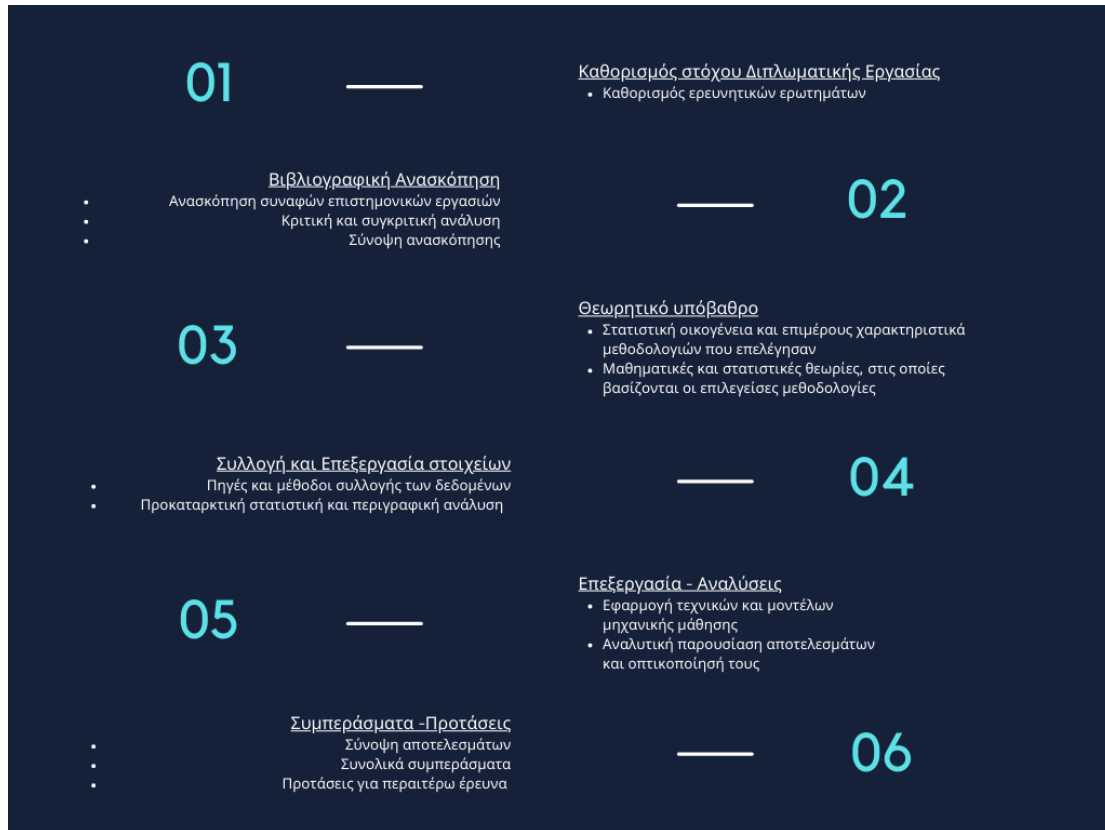 01
Καθορισμός στόχου Διπλωματικής Εργασίας
• Καθορισμός ερευνητικών ερωτημάτων
Βιβλιογραφική Ανασκόπηση
• Ανασκόπηση συναφών επιστημονικών εργασιών
• Κριτική και συγκριτική ανάλυση
• Σύνοψη ανασκόπησης
02
03
Θεωρητικό υπόβαθρο
• Στατιστική οικογένεια και επιμέρους χαρακτηριστικά
μεθοδολογιών που επελέγησαν
• Μαθηματικές και στατιστικές θεωρίες, στις οποίες
βασίζονται οι επιλεγείσες μεθοδολογίες
Συλλογή και Επεξεργασία στοιχείων
• Πηγές και μέθοδοι συλλογής των δεδομένων
• Προκαταρκτική στατιστική και περιγραφική ανάλυση
04
05
Επεξεργασία - Αναλύσεις
• Εφαρμογή τεχνικών και μοντέλων
μηχανικής μάθησης
• Αναλυτική παρουσίαση αποτελεσμάτων
και οπτικοποίησή τους
Συμπεράσματα -Προτάσεις
• Σύνοψη αποτελεσμάτων
• Συνολικά συμπεράσματα
• Προτάσεις για περαιτέρω έρευνα
06